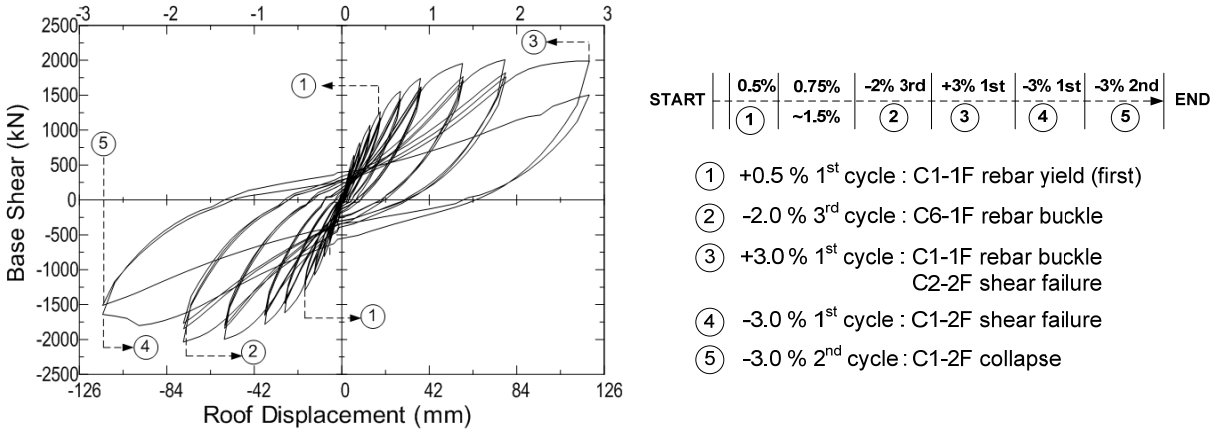 -3 -2 -1 0 1 2 3
2500
2000
1500
1000
500
0
-500
-1000
-1500
-2000
-2500
Base Shear (kN)
3
1
5
1
4
2
-126 -84 -42 0 42 84 126
Roof Displacement (mm)
START 0.5% 0.75% -2% 3rd +3% 1st -3% 1st -3% 2nd END
1 ~1.5% 2 3 4 5
1 +0.5 % 1st cycle : C1-1F rebar yield (first)
2 -2.0 % 3rd cycle : C6-1F rebar buckle
3 +3.0 % 1st cycle : C1-1F rebar buckle
C2-2F shear failure
4 -3.0 % 1st cycle : C1-2F shear failure
5 -3.0 % 2nd cycle : C1-2F collapse